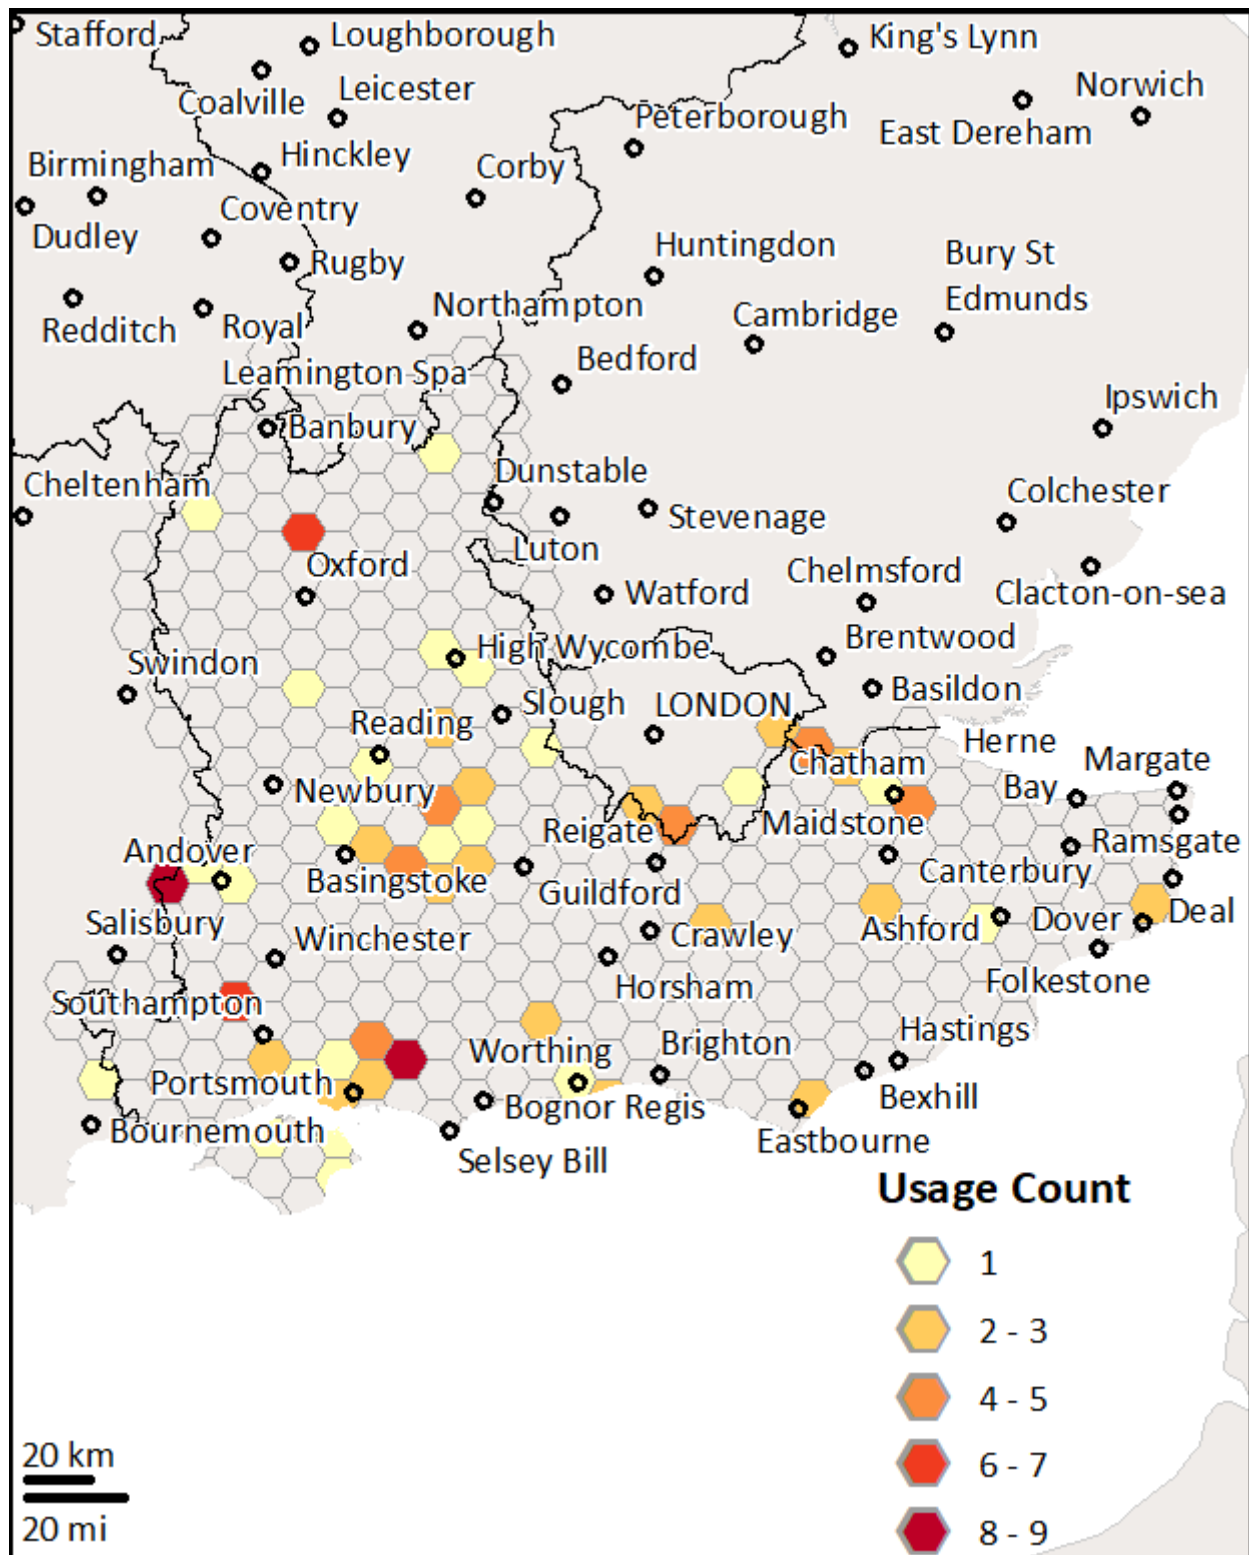 Stafford
Loughborough
King's Lynn
Coalville
Leicester
Norwich
Peterborough
East Dereham
Birmingham
Hinckley
Corby
Dudley
Coventry
Rugby
Huntingdon
Bury St
Edmunds
Redditch
Royal
Leamington Spa
Northampton
Cambridge
Bedford
Ipswich
Banbury
Cheltenham
Dunstable
Colchester
Stevenage
Luton
Oxford
Chelmsford
Watford
Clacton-on-sea
Swindon
High Wycombe
Brentwood
Slough
LONDON
Basildon
Reading
Herne
Bay
Chatham
Margate
Newbury
Reigate
Maidstone
Ramsgate
Andover
Basingstoke
Guildford
Canterbury
Salisbury
Winchester
Crawley
Ashford
Dover
Deal
Horsham
Folkestone
Southampton
Worthing
Brighton
Hastings
Portsmouth
Bognor Regis
Bexhill
Bournemouth
Selsey Bill
Eastbourne
Usage Count
1
2 - 3
4 - 5
6 - 7
8 - 9
20 km
20 mi